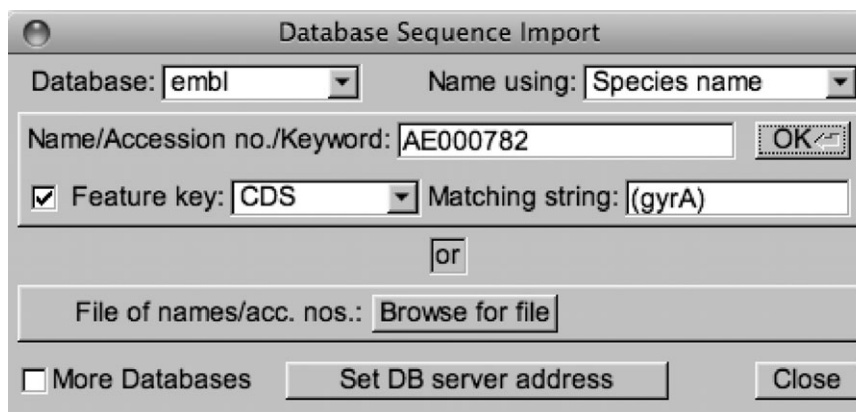 Database Sequence Import
Database: embl Name using: Species name
Name/Accession no./Keyword: AE000782 OK
Feature key: CDS Matching string: (gyrA)
or
File of names/acc. nos.: Browse for file
More Databases Set DB server address Close